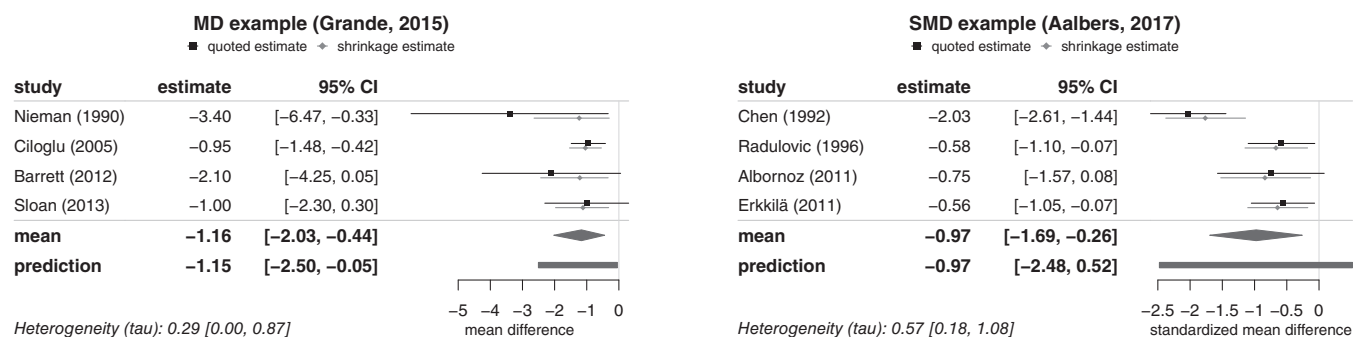 MD example (Grande, 2015)
quoted estimate shrinkage estimate
study estimate 95% CI
Nieman (1990) −3.40 [−6.47, −0.33]
Ciloglu (2005) −0.95 [−1.48, −0.42]
Barrett (2012) −2.10 [−4.25, 0.05]
Sloan (2013) −1.00 [−2.30, 0.30]
mean −1.16 [−2.03, −0.44]
prediction −1.15 [−2.50, −0.05]
−5 −4 −3 −2 −1 0
Heterogeneity (tau): 0.29 [0.00, 0.87] mean difference
SMD example (Aalbers, 2017)
quoted estimate shrinkage estimate
study estimate 95% CI
Chen (1992) −2.03 [−2.61, −1.44]
Radulovic (1996) −0.58 [−1.10, −0.07]
Albornoz (2011) −0.75 [−1.57, 0.08]
Erkkilä (2011) −0.56 [−1.05, −0.07]
mean −0.97 [−1.69, −0.26]
prediction −0.97 [−2.48, 0.52]
−2.5 −2 −1.5 −1 −0.5 0
Heterogeneity (tau): 0.57 [0.18, 1.08] standardized mean difference